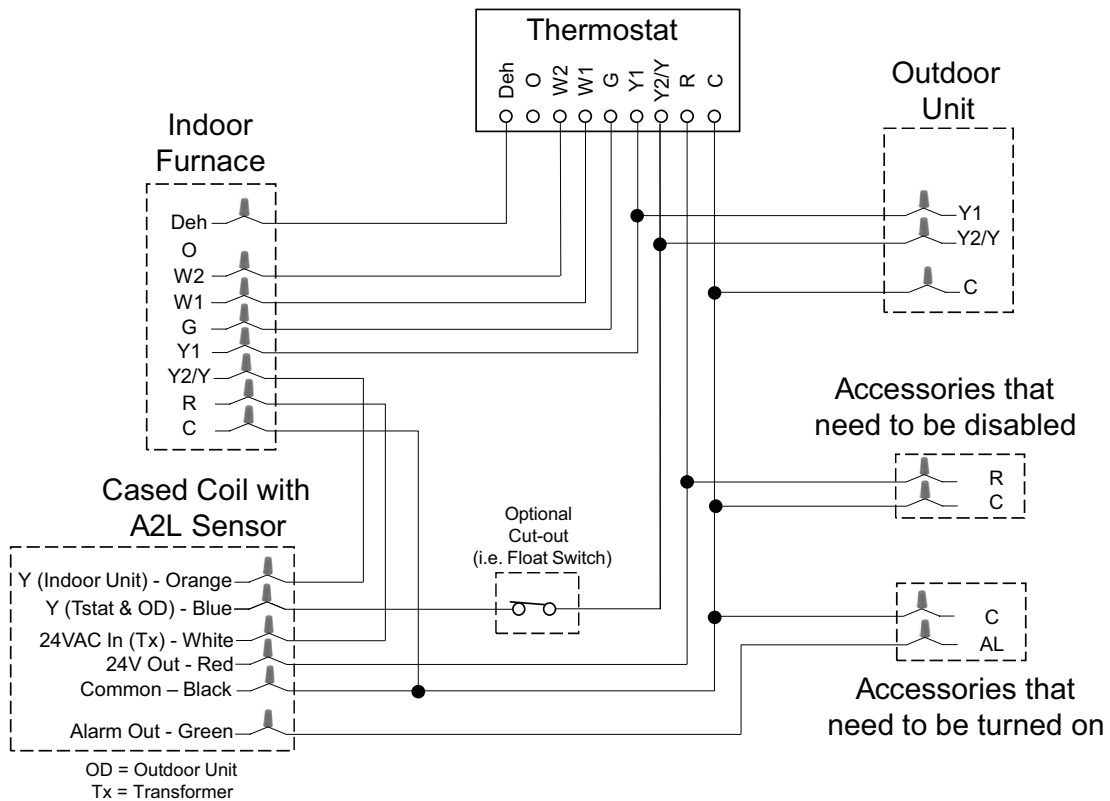 Thermostat
Deh
O
W2
W1
G
Y1
Y2/Y
R
C
Outdoor
Unit
Y1
Y2/Y
C
Indoor
Furnace
Deh
O
W2
W1
G
Y1
Y2/Y
R
C
Accessories that
need to be disabled
R
C
Cased Coil with
A2L Sensor
Y (Indoor Unit) - Orange
Y (Tstat & OD) - Blue
24VAC In (Tx) - White
24V Out - Red
Common – Black
Alarm Out - Green
OD = Outdoor Unit
Tx = Transformer
Optional
Cut-out
(i.e. Float Switch)
C
AL
Accessories that
need to be turned on